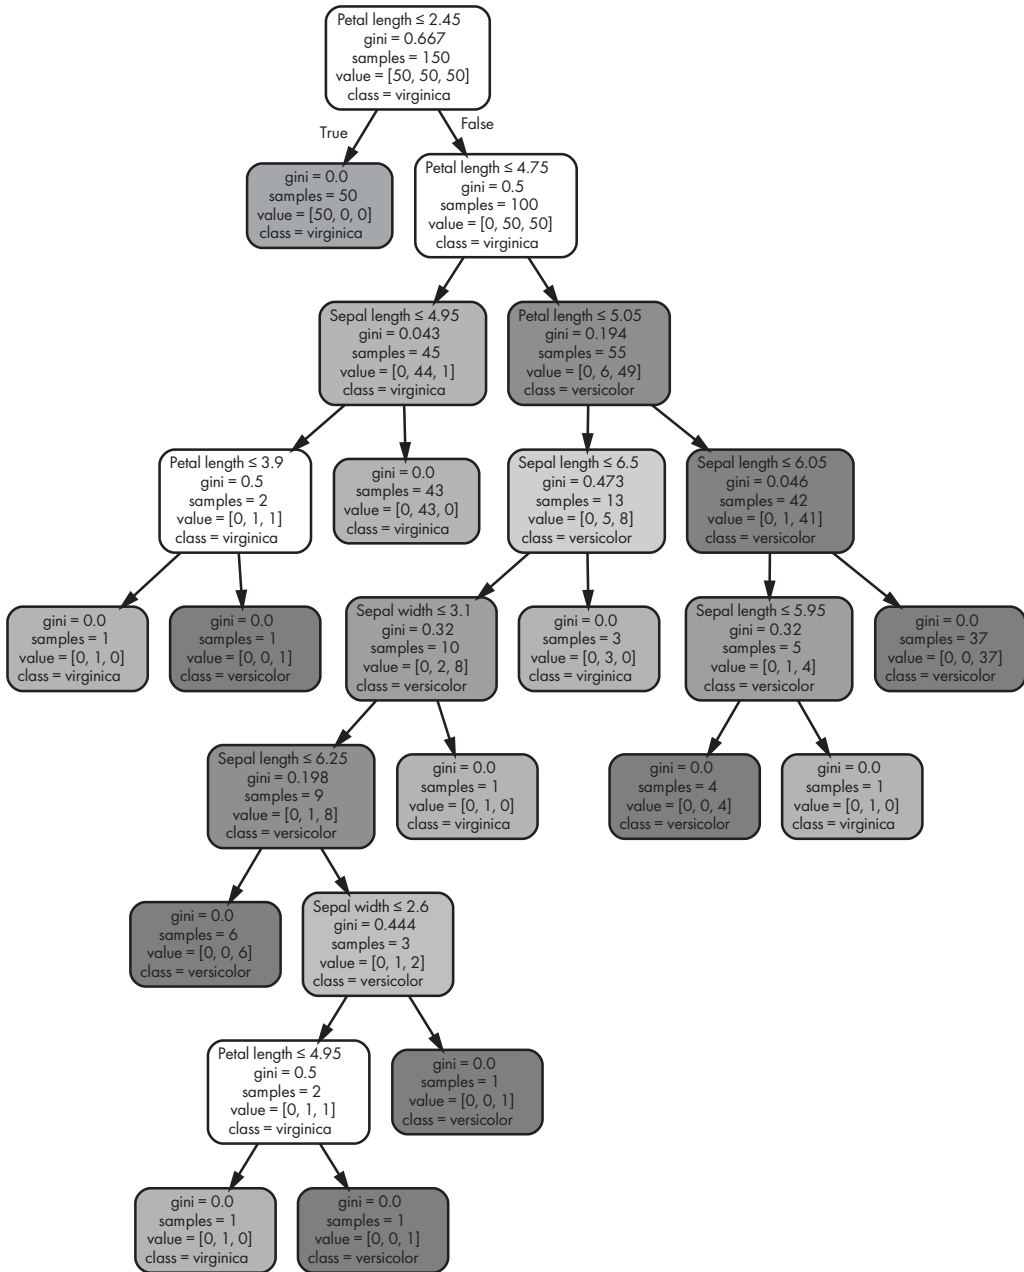 Petal length ≤ 2.45
gini = 0.667
samples = 150
value = [50, 50, 50]
class = virginica
True
False
gini = 0.0
samples = 50
value = [50, 0, 0]
class = virginica
Petal length ≤ 4.75
gini = 0.5
samples = 100
value = [0, 50, 50]
class = virginica
Sepal length ≤ 4.95
gini = 0.043
samples = 45
value = [0, 44, 1]
class = virginica
Petal length ≤ 5.05
gini = 0.194
samples = 55
value = [0, 6, 49]
class = versicolor
Petal length ≤ 3.9
gini = 0.5
samples = 2
value = [0, 1, 1]
class = virginica
gini = 0.0
samples = 43
value = [0, 43, 0]
class = virginica
Sepal length ≤ 6.5
gini = 0.473
samples = 13
value = [0, 5, 8]
class = versicolor
Sepal length ≤ 6.05
gini = 0.046
samples = 42
value = [0, 1, 41]
class = versicolor
gini = 0.0
samples = 1
value = [0, 1, 0]
class = virginica
gini = 0.0
samples = 1
value = [0, 0, 1]
class = versicolor
Sepal width ≤ 3.1
gini = 0.32
samples = 10
value = [0, 2, 8]
class = versicolor
gini = 0.0
samples = 3
value = [0, 3, 0]
class = virginica
Sepal length ≤ 5.95
gini = 0.32
samples = 5
value = [0, 1, 4]
class = versicolor
gini = 0.0
samples = 37
value = [0, 0, 37]
class = versicolor
Sepal length ≤ 6.25
gini = 0.198
samples = 9
value = [0, 1, 8]
class = versicolor
gini = 0.0
samples = 1
value = [0, 1, 0]
class = virginica
gini = 0.0
samples = 4
value = [0, 0, 4]
class = versicolor
gini = 0.0
samples = 1
value = [0, 1, 0]
class = virginica
gini = 0.0
samples = 6
value = [0, 0, 6]
class = versicolor
Sepal width ≤ 2.6
gini = 0.444
samples = 3
value = [0, 1, 2]
class = versicolor
Petal length ≤ 4.95
gini = 0.5
samples = 2
value = [0, 1, 1]
class = virginica
gini = 0.0
samples = 1
value = [0, 0, 1]
class = versicolor
gini = 0.0
samples = 1
value = [0, 1, 0]
class = virginica
gini = 0.0
samples = 1
value = [0, 0, 1]
class = versicolor